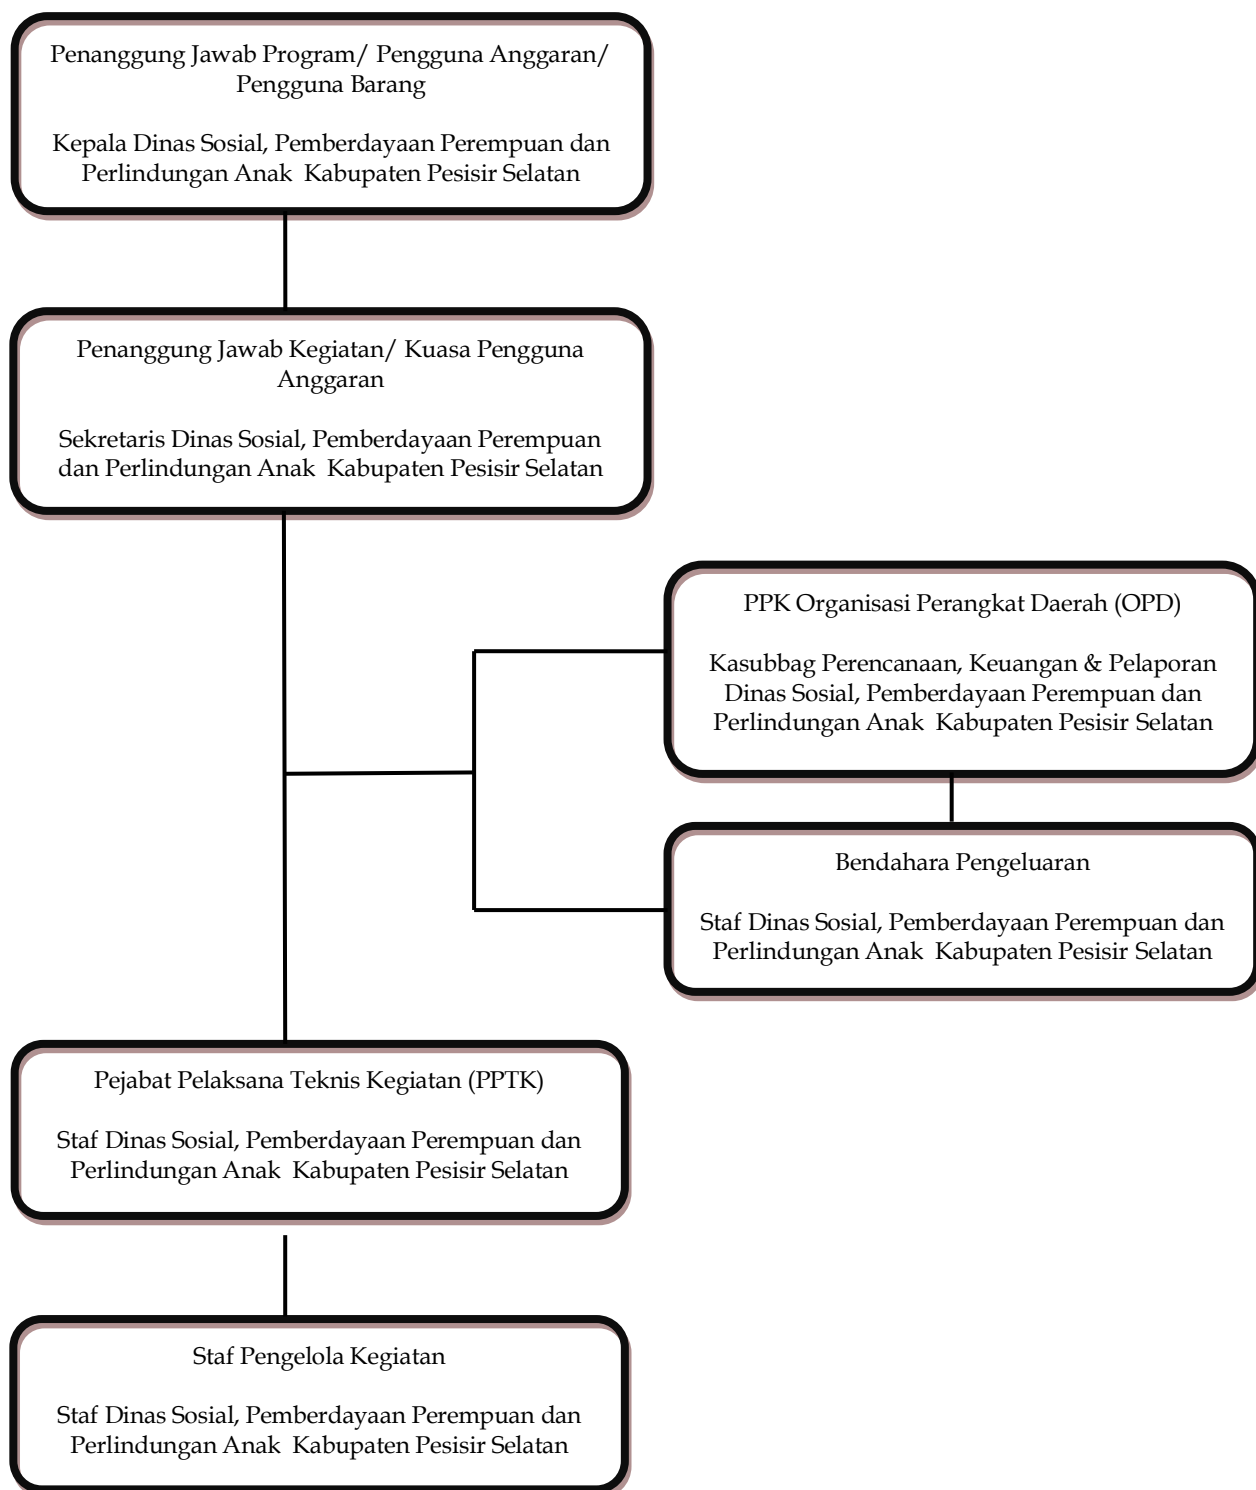 Penanggung Jawab Program/ Pengguna Anggaran/
Pengguna Barang
Kepala Dinas Sosial, Pemberdayaan Perempuan dan
Perlindungan Anak Kabupaten Pesisir Selatan
Penanggung Jawab Kegiatan/ Kuasa Pengguna
Anggaran
Sekretaris Dinas Sosial, Pemberdayaan Perempuan
dan Perlindungan Anak Kabupaten Pesisir Selatan
PPK Organisasi Perangkat Daerah (OPD)
Kasubbag Perencanaan, Keuangan & Pelaporan
Dinas Sosial, Pemberdayaan Perempuan dan
Perlindungan Anak Kabupaten Pesisir Selatan
Bendahara Pengeluaran
Staf Dinas Sosial, Pemberdayaan Perempuan dan
Perlindungan Anak Kabupaten Pesisir Selatan
Pejabat Pelaksana Teknis Kegiatan (PPTK)
Staf Dinas Sosial, Pemberdayaan Perempuan dan
Perlindungan Anak Kabupaten Pesisir Selatan
Staf Pengelola Kegiatan
Staf Dinas Sosial, Pemberdayaan Perempuan dan
Perlindungan Anak Kabupaten Pesisir Selatan